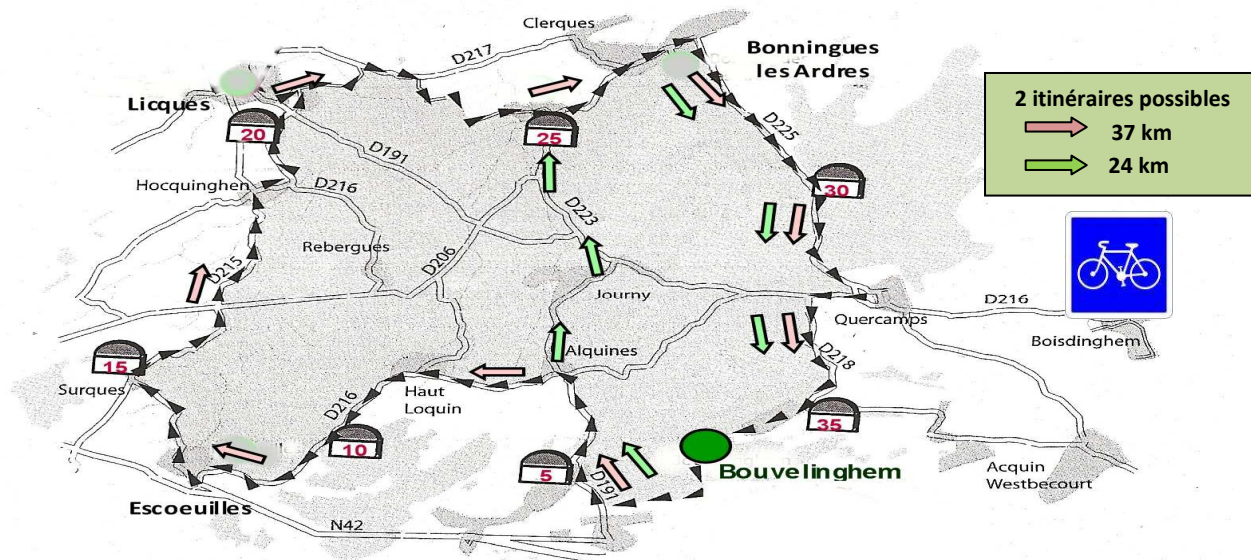 Clerques
D217
Bonningues
les Ardres
2 itinéraires possibles
37 km
24 km
Licques
20
25
D225
D191
30
Hocquinghen
D216
D223
Rebergues
D206
D215
Journy
D216
Quercamps
Boisdinghem
15
Alquines
D218
Surques
Haut
Loquin
D216
35
10
5
D191
Bouvelinghem
Acquin
Westbecourt
Escoeuilles
N42